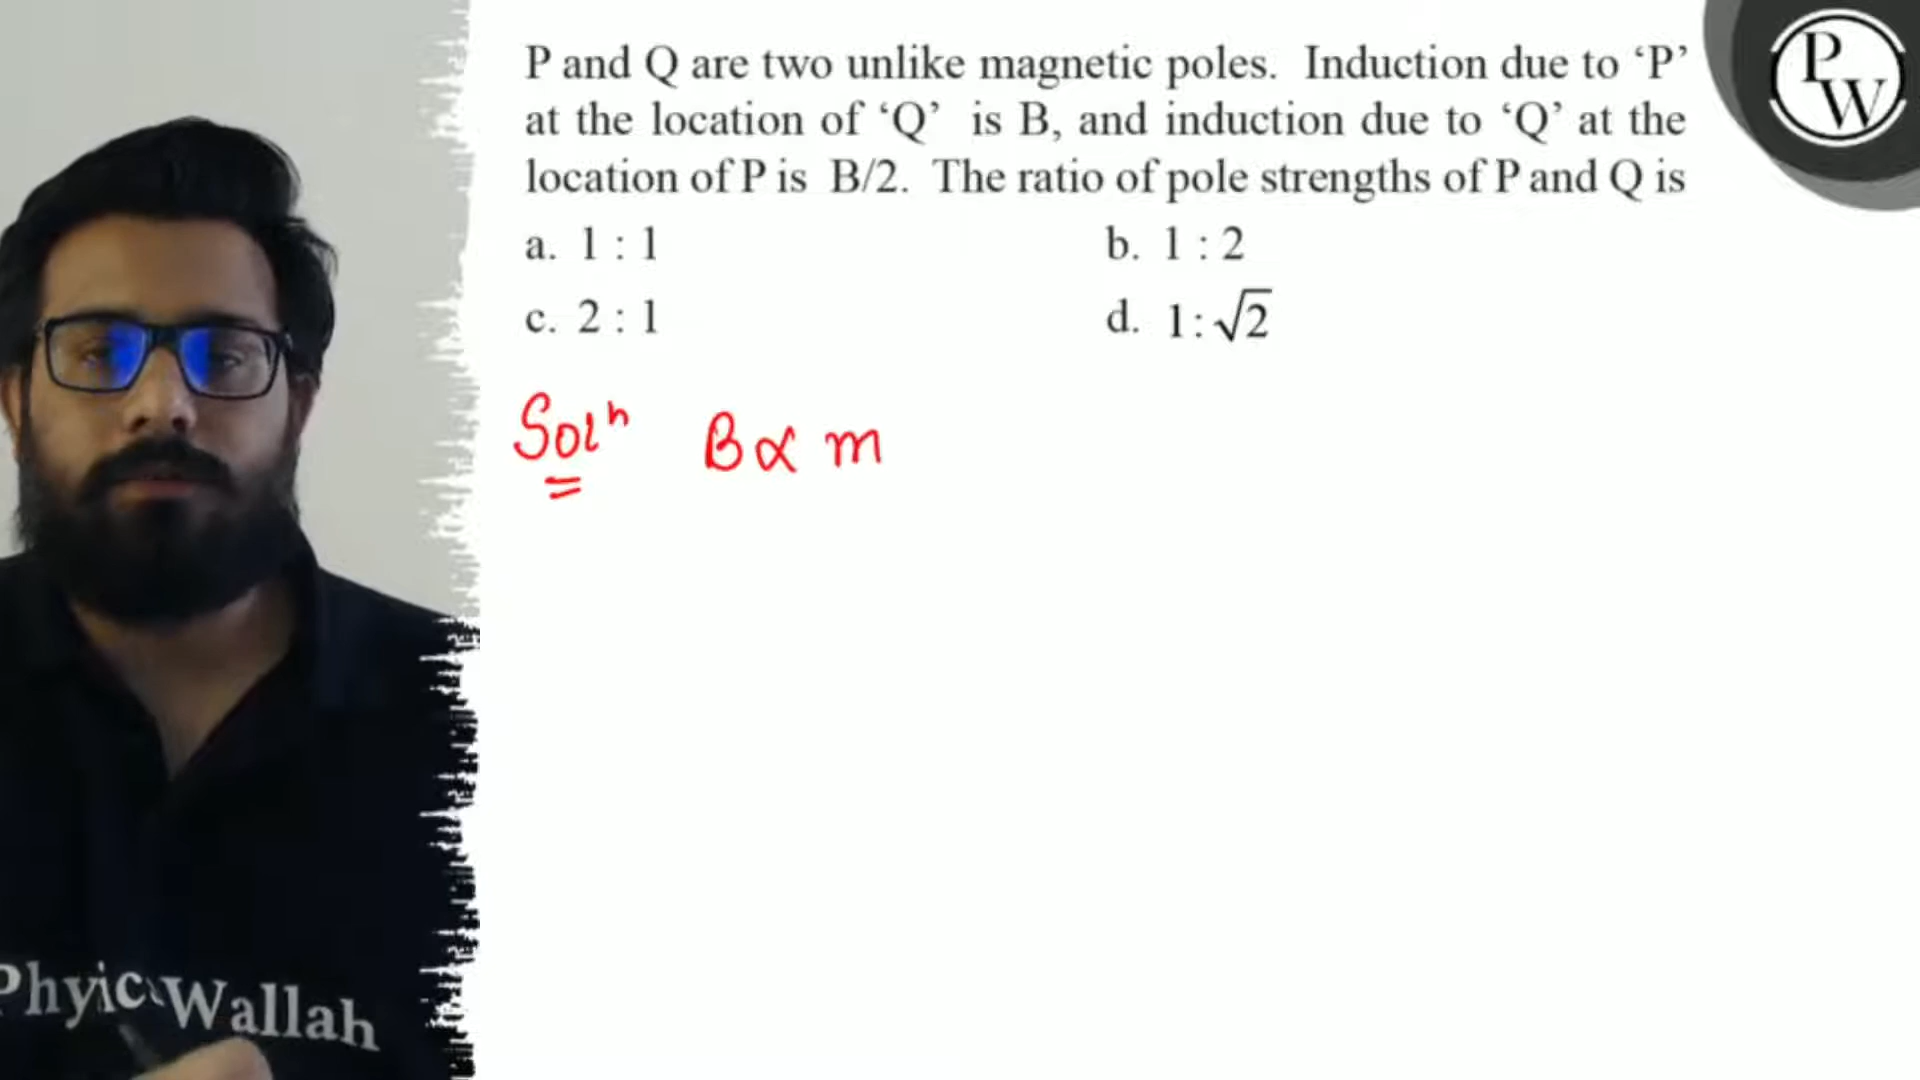 P and Q are two unlike magnetic poles. Induction due to ‘P’
at the location of ‘Q’ is B, and induction due to ‘Q’ at the
location of P is B/2. The ratio of pole strengths of P and Q is
a. 1 : 1
b. 1 : 2
c. 2 : 1
d. 1 : √2
Solⁿ B ∝ m
PW
Phyic Wallah